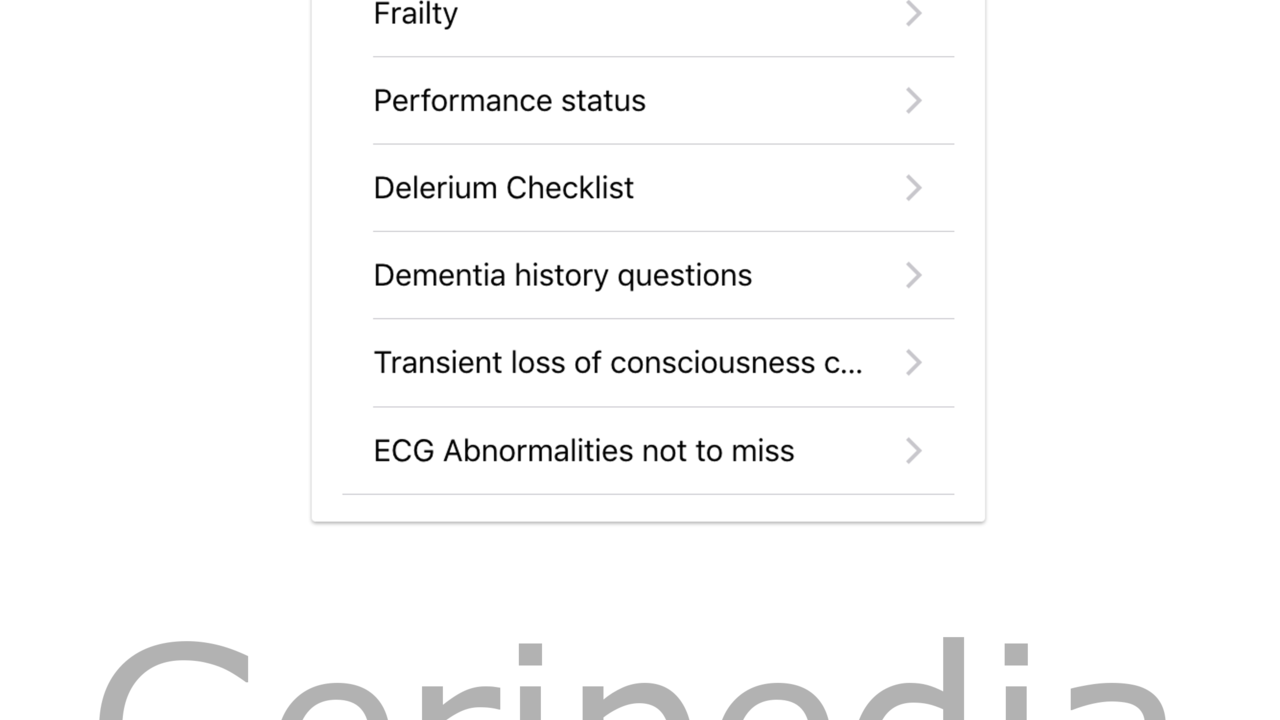 Frailty
Performance status
Delerium Checklist
Dementia history questions
Transient loss of consciousness c...
ECG Abnormalities not to miss
Geripedia